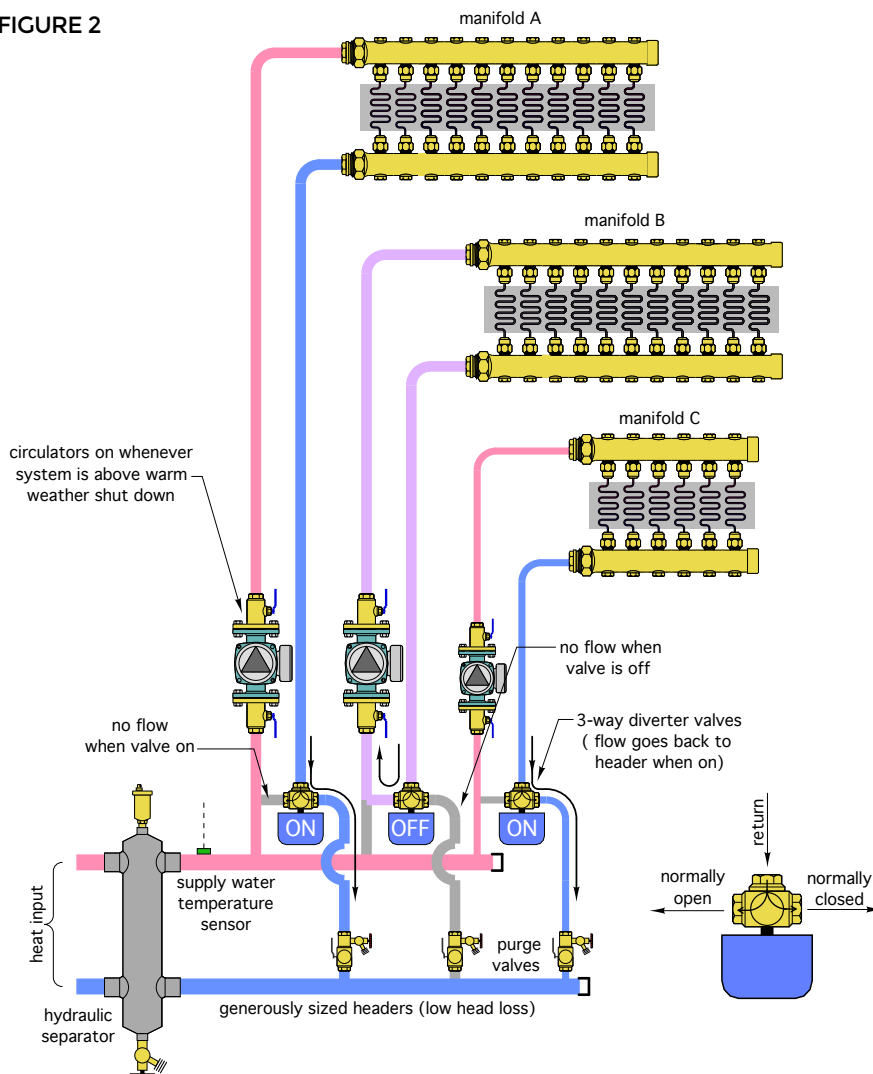 FIGURE 2
manifold A
manifold B
manifold C
circulators on whenever
system is above warm
weather shut down
no flow when
valve is off
no flow
when valve on
3-way diverter valves
( flow goes back to
header when on)
ON
OFF
ON
return
normally
open
normally
closed
supply water
temperature
sensor
heat input
purge
valves
hydraulic
separator
generously sized headers (low head loss)